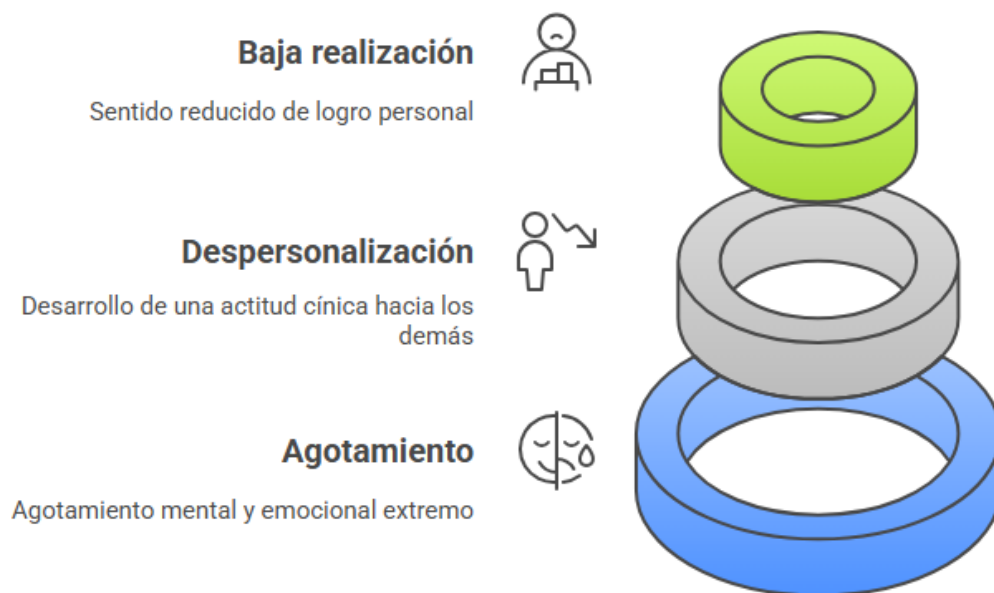 Baja realización
Sentido reducido de logro personal
Despersonalización
Desarrollo de una actitud cínica hacia los
demás
Agotamiento
Agotamiento mental y emocional extremo